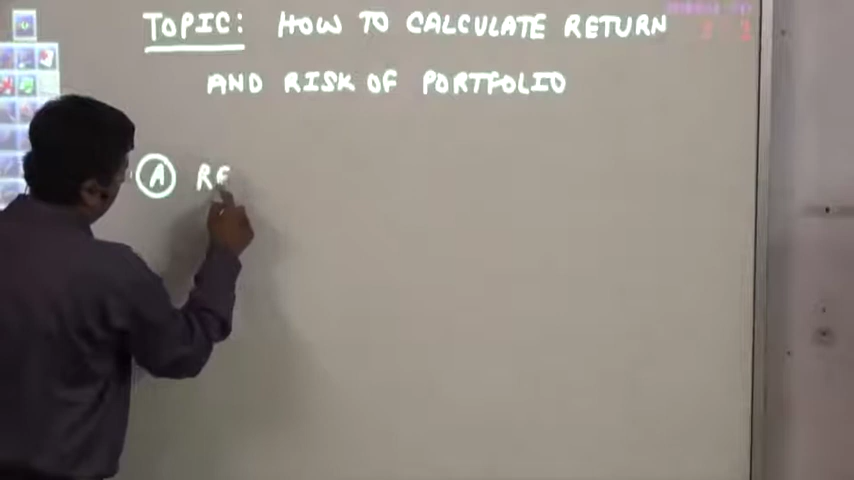 TOPIC: HOW TO CALCULATE RETURN
AND RISK OF PORTFOLIO
A RE